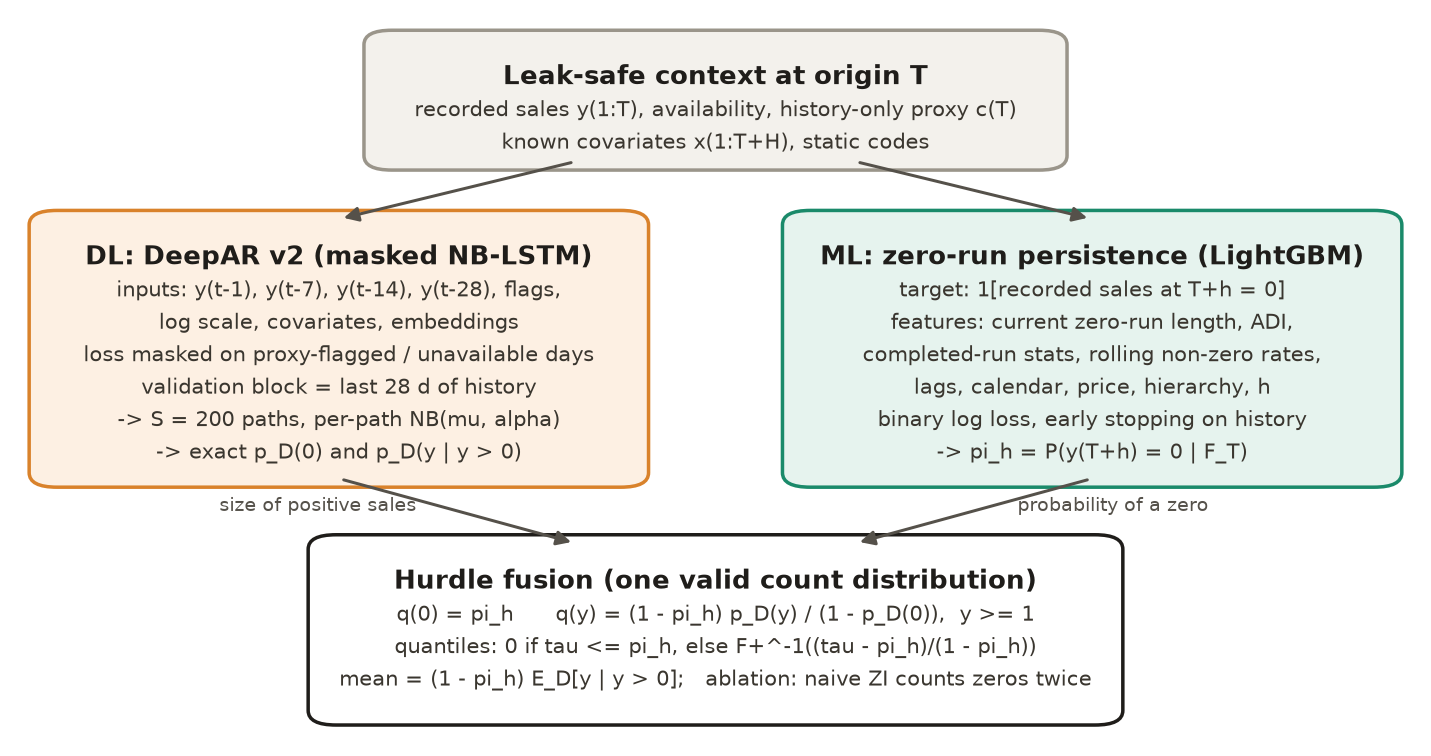 Leak-safe context at origin T
recorded sales y(1:T), availability, history-only proxy c(T)
known covariates x(1:T+H), static codes
DL: DeepAR v2 (masked NB-LSTM)
inputs: y(t-1), y(t-7), y(t-14), y(t-28), flags,
log scale, covariates, embeddings
loss masked on proxy-flagged / unavailable days
validation block = last 28 d of history
-> S = 200 paths, per-path NB(mu, alpha)
-> exact p_D(0) and p_D(y | y > 0)
ML: zero-run persistence (LightGBM)
target: 1[recorded sales at T+h = 0]
features: current zero-run length, ADI,
completed-run stats, rolling non-zero rates,
lags, calendar, price, hierarchy, h
binary log loss, early stopping on history
-> pi_h = P(y(T+h) = 0 | F_T)
size of positive sales
probability of a zero
Hurdle fusion (one valid count distribution)
q(0) = pi_h q(y) = (1 - pi_h) p_D(y) / (1 - p_D(0)), y >= 1
quantiles: 0 if tau <= pi_h, else F+^-1((tau - pi_h)/(1 - pi_h))
mean = (1 - pi_h) E_D[y | y > 0]; ablation: naive ZI counts zeros twice